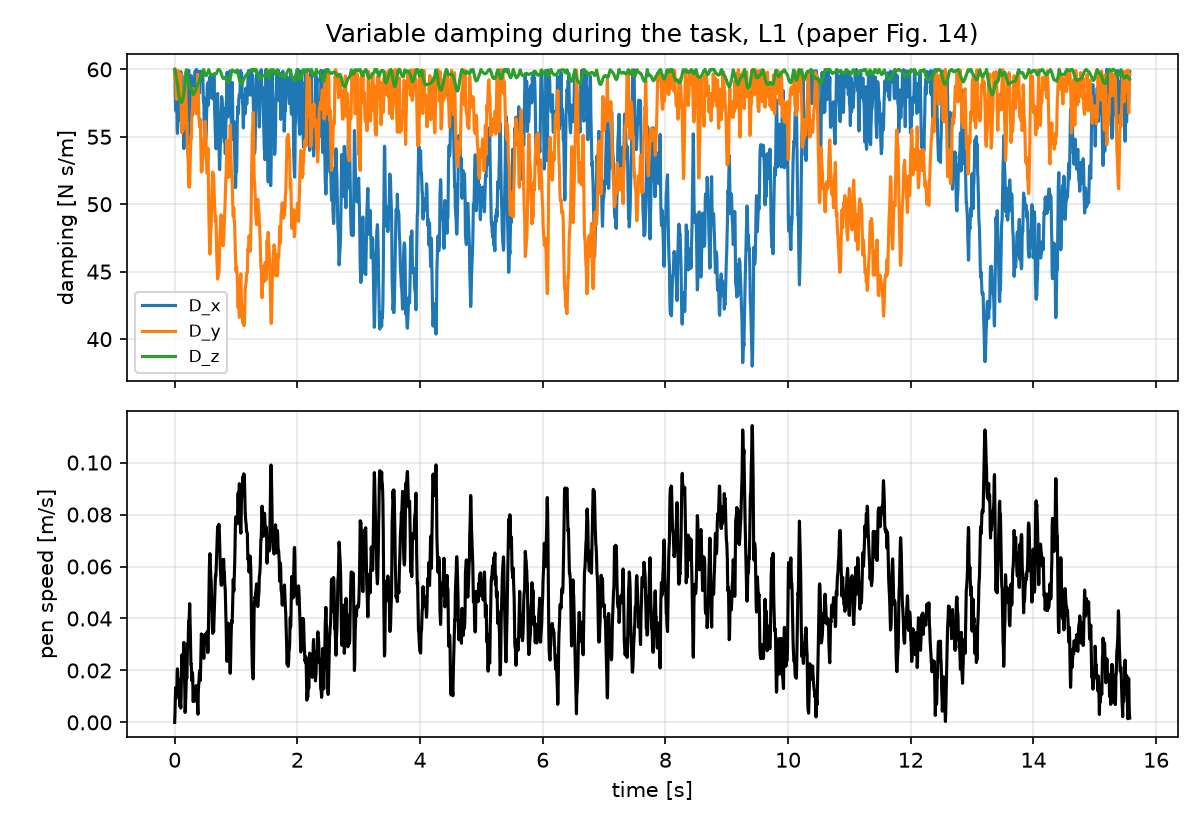 Variable damping during the task, L1 (paper Fig. 14)
damping [N s/m]
60
55
50
45
40
D_x
D_y
D_z
pen speed [m/s]
0.10
0.08
0.06
0.04
0.02
0.00
0 2 4 6 8 10 12 14 16
time [s]